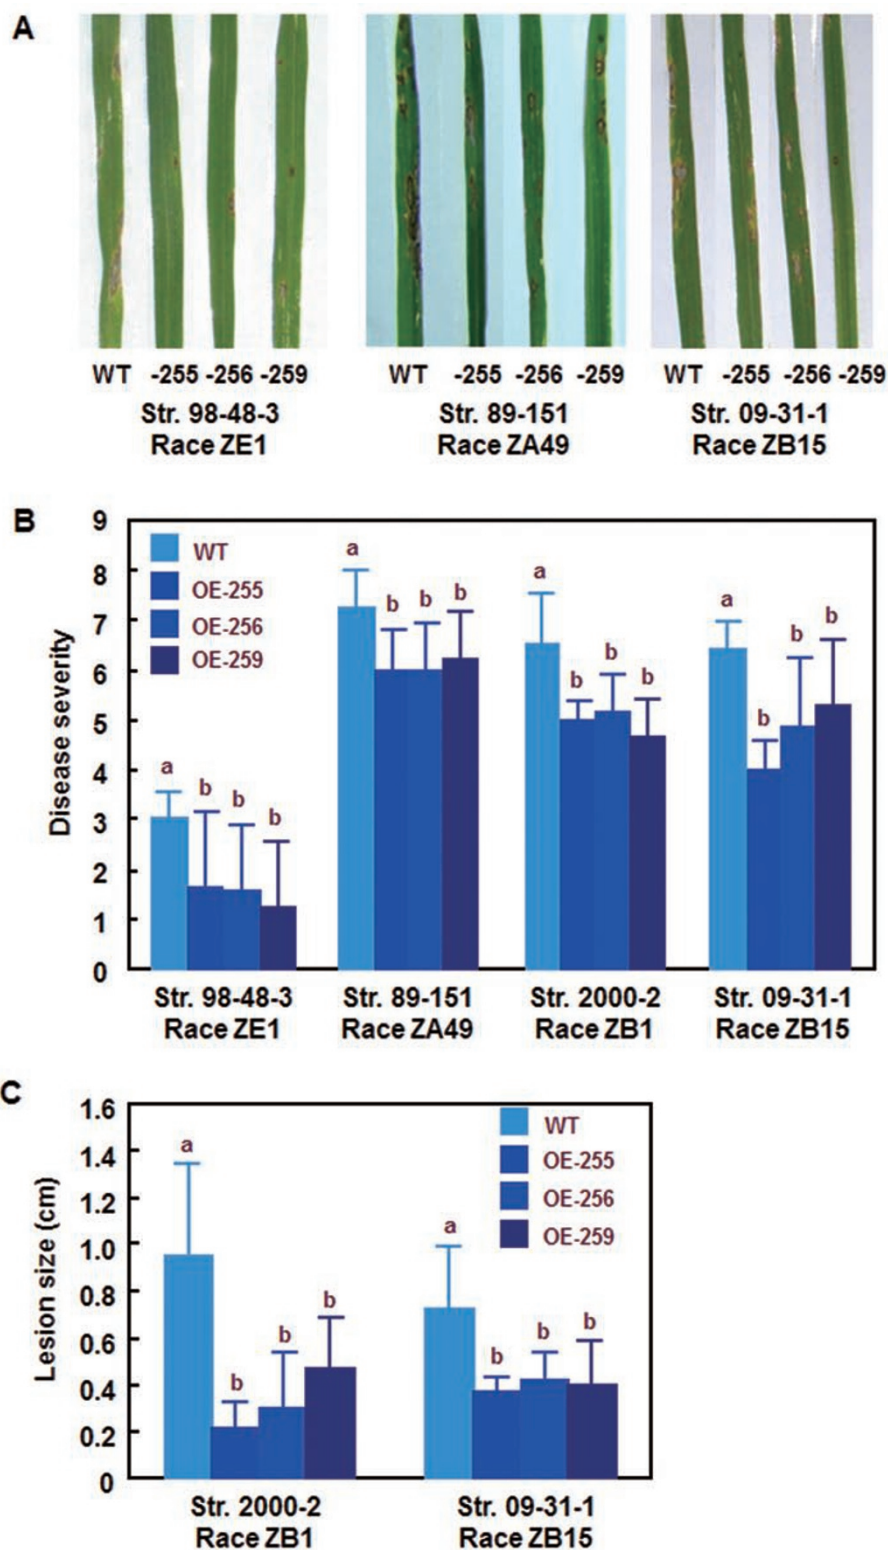 A
WT -255 -256 -259
Str. 98-48-3
Race ZE1
WT -255 -256 -259
Str. 89-151
Race ZA49
WT -255 -256 -259
Str. 09-31-1
Race ZB15
B
Disease severity
9
8
7
6
5
4
3
2
1
0
WT
OE-255
OE-256
OE-259
a b b b
a b b b
a b b b
a b b b
Str. 98-48-3
Race ZE1
Str. 89-151
Race ZA49
Str. 2000-2
Race ZB1
Str. 09-31-1
Race ZB15
C
Lesion size (cm)
1.6
1.4
1.2
1.0
0.8
0.6
0.4
0.2
0
WT
OE-255
OE-256
OE-259
a b b b
a b b b
Str. 2000-2
Race ZB1
Str. 09-31-1
Race ZB15